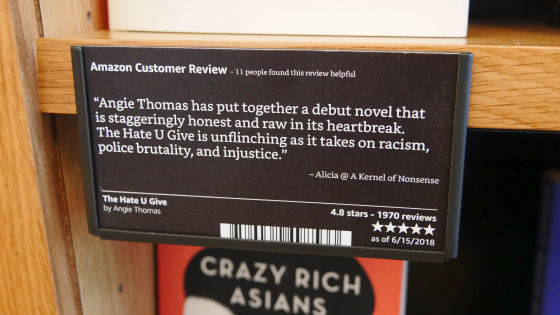 Amazon Customer Review – 11 people found this review helpful
“Angie Thomas has put together a debut novel that
is staggeringly honest and raw in its heartbreak.
The Hate U Give is unflinching as it takes on racism,
police brutality, and injustice.”
– Alicia @ A Kernel of Nonsense
The Hate U Give
by Angie Thomas
4.8 stars - 1970 reviews
★★★★★
as of 6/15/2018
CRAZY RICH
ASIANS